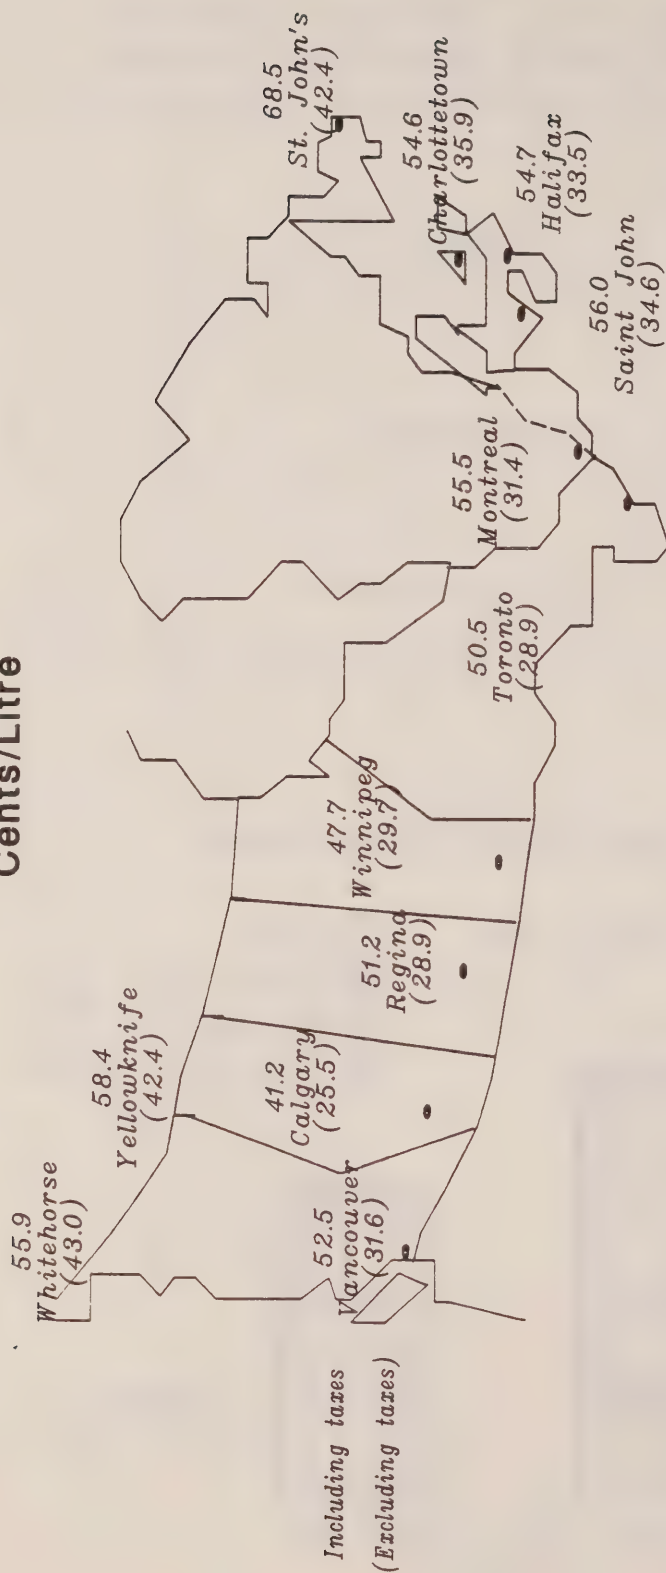 Cents/Litre
55.9
Whitehorse
(43.0)
58.4
Yellowknife
(42.4)
68.5
St. John's
(42.4)
54.6
Charlottetown
(35.9)
54.7
Halifax
(33.5)
56.0
Saint John
(34.6)
55.5
Montreal
(31.4)
50.5
Toronto
(28.9)
47.7
Winnipeg
(29.7)
51.2
Regina
(28.9)
41.2
Calgary
(25.5)
52.5
Vancouver
(31.6)
Including taxes
(Excluding taxes)